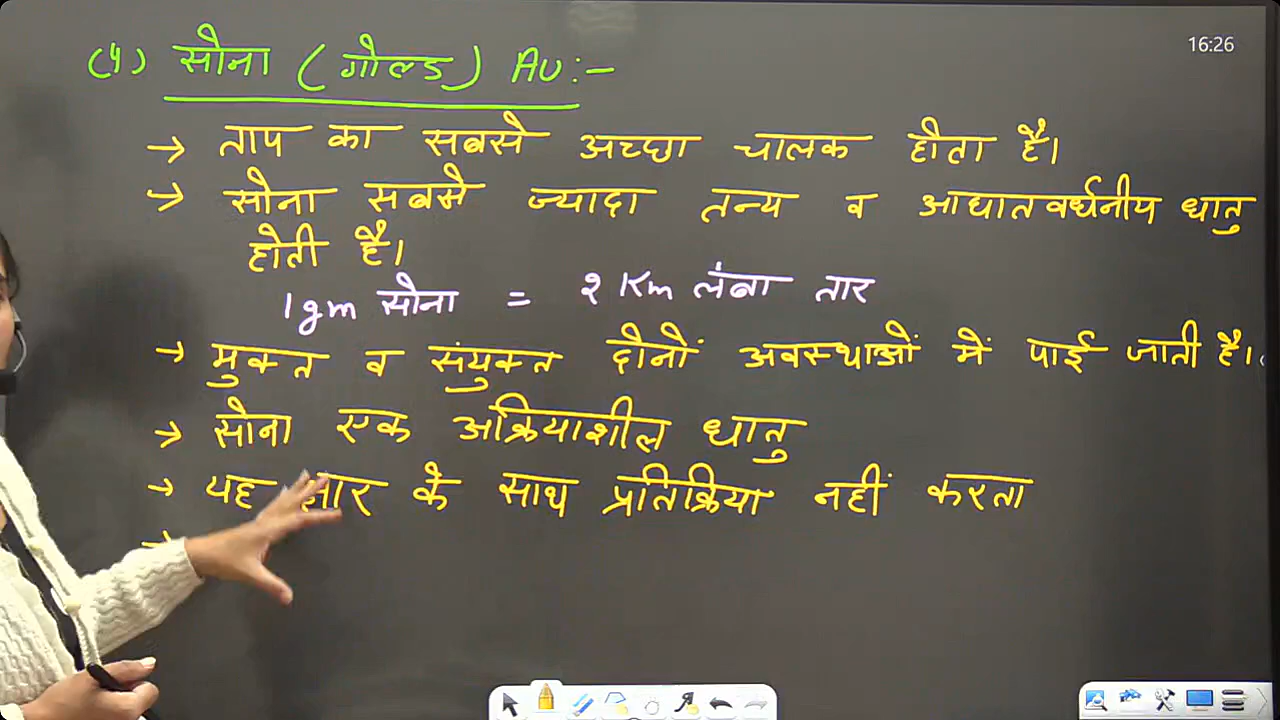 16:26
(५) सोना (गोल्ड) AU:-
→ ताप का सबसे अच्छा चालक होता है।
→ सोना सबसे ज्यादा तन्य व आघातवर्धनीय धातु
होती है।
1gm सोना = 2 Km लंबा तार
→ मुक्त व संयुक्त दोनों अवस्थाओं में पाई जाती है।
→ सोना एक अक्रियाशील धातु
→ यह क्षार के साथ प्रतिक्रिया नहीं करता
→